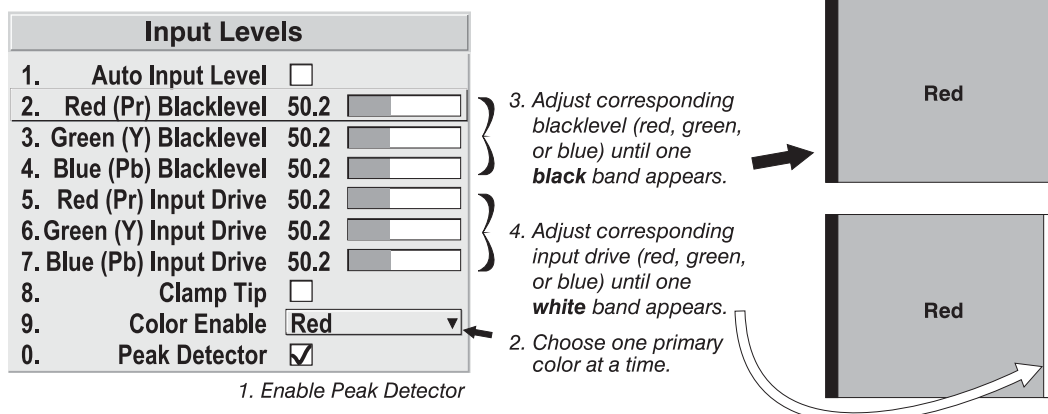 Input Levels
1. Auto Input Level
2. Red (Pr) Blacklevel 50.2
3. Green (Y) Blacklevel 50.2
4. Blue (Pb) Blacklevel 50.2
5. Red (Pr) Input Drive 50.2
6. Green (Y) Input Drive 50.2
7. Blue (Pb) Input Drive 50.2
8. Clamp Tip
9. Color Enable Red
0. Peak Detector
1. Enable Peak Detector
3. Adjust corresponding
blacklevel (red, green,
or blue) until one
black band appears.
4. Adjust corresponding
input drive (red, green,
or blue) until one
white band appears.
2. Choose one primary
color at a time.
Red
Red